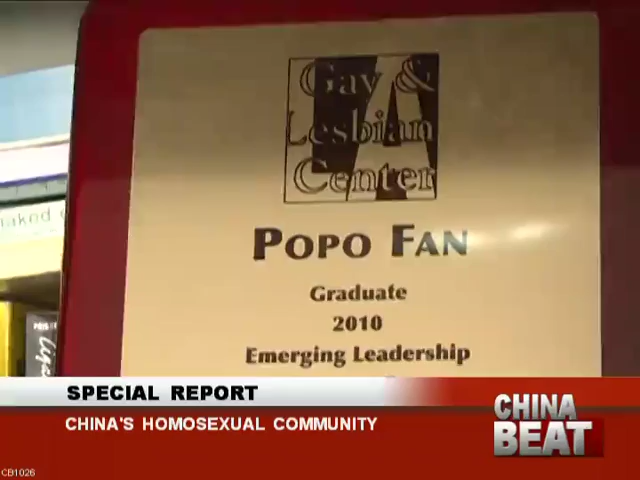 Gay &
Lesbian
Center
POPO FAN
Graduate
2010
Emerging Leadership
SPECIAL REPORT
CHINA'S HOMOSEXUAL COMMUNITY
CHINA
BEAT
CB1026